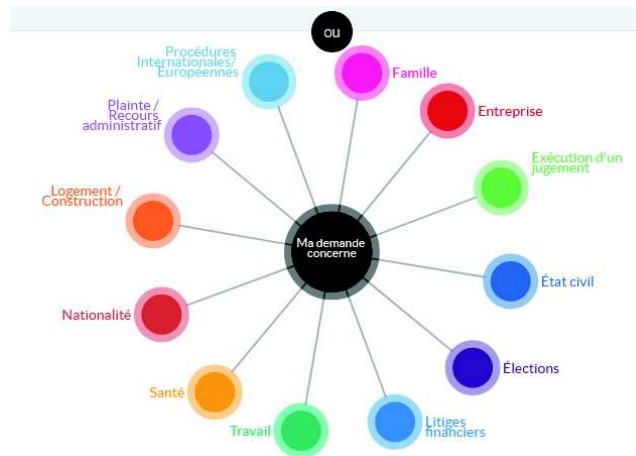 ou
Procédures
Internationales/
Européennes
Famille
Plainte /
Recours
administratif
Entreprise
Exécution d'un
jugement
Logement /
Construction
Ma demande
concerne
État civil
Nationalité
Élections
Santé
Travail
Litiges
financiers